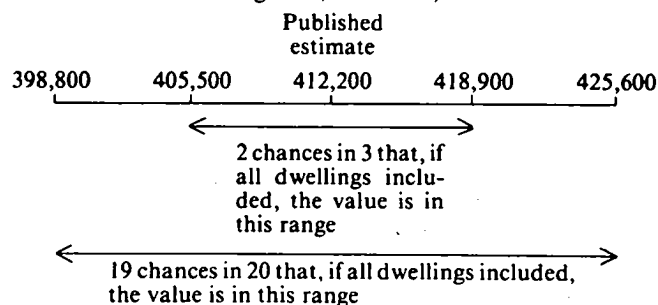 Published
estimate
398,800 405,500 412,200 418,900 425,600
2 chances in 3 that, if
all dwellings inclu-
ded, the value is in
this range
19 chances in 20 that, if all dwellings included,
the value is in this range